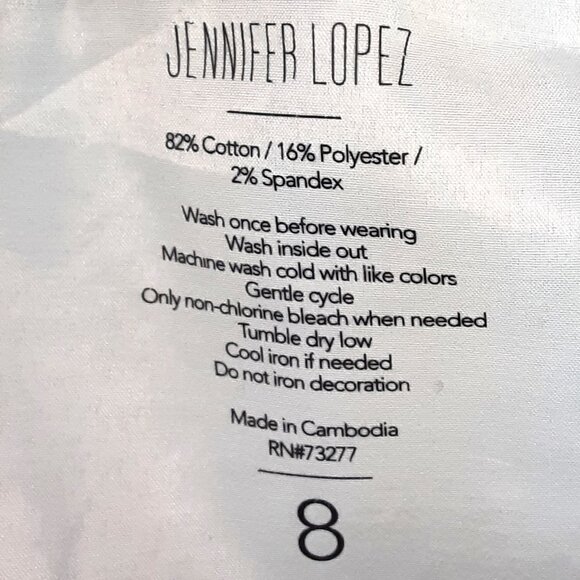 JENNIFER LOPEZ
82% Cotton / 16% Polyester /
2% Spandex
Wash once before wearing
Wash inside out
Machine wash cold with like colors
Gentle cycle
Only non-chlorine bleach when needed
Tumble dry low
Cool iron if needed
Do not iron decoration
Made in Cambodia
RN#73277
8